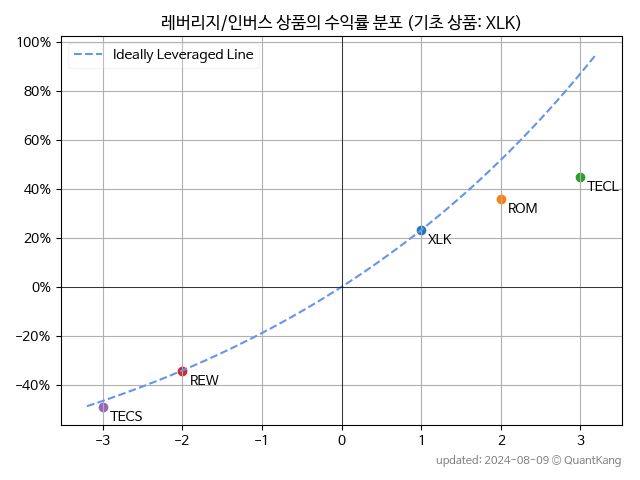 레버리지/인버스 상품의 수익률 분포 (기초 상품: XLK)
Ideally Leveraged Line
100%
80%
60%
40%
20%
0%
−20%
−40%
TECL
ROM
XLK
REW
TECS
−3 −2 −1 0 1 2 3
updated: 2024-08-09 © QuantKang